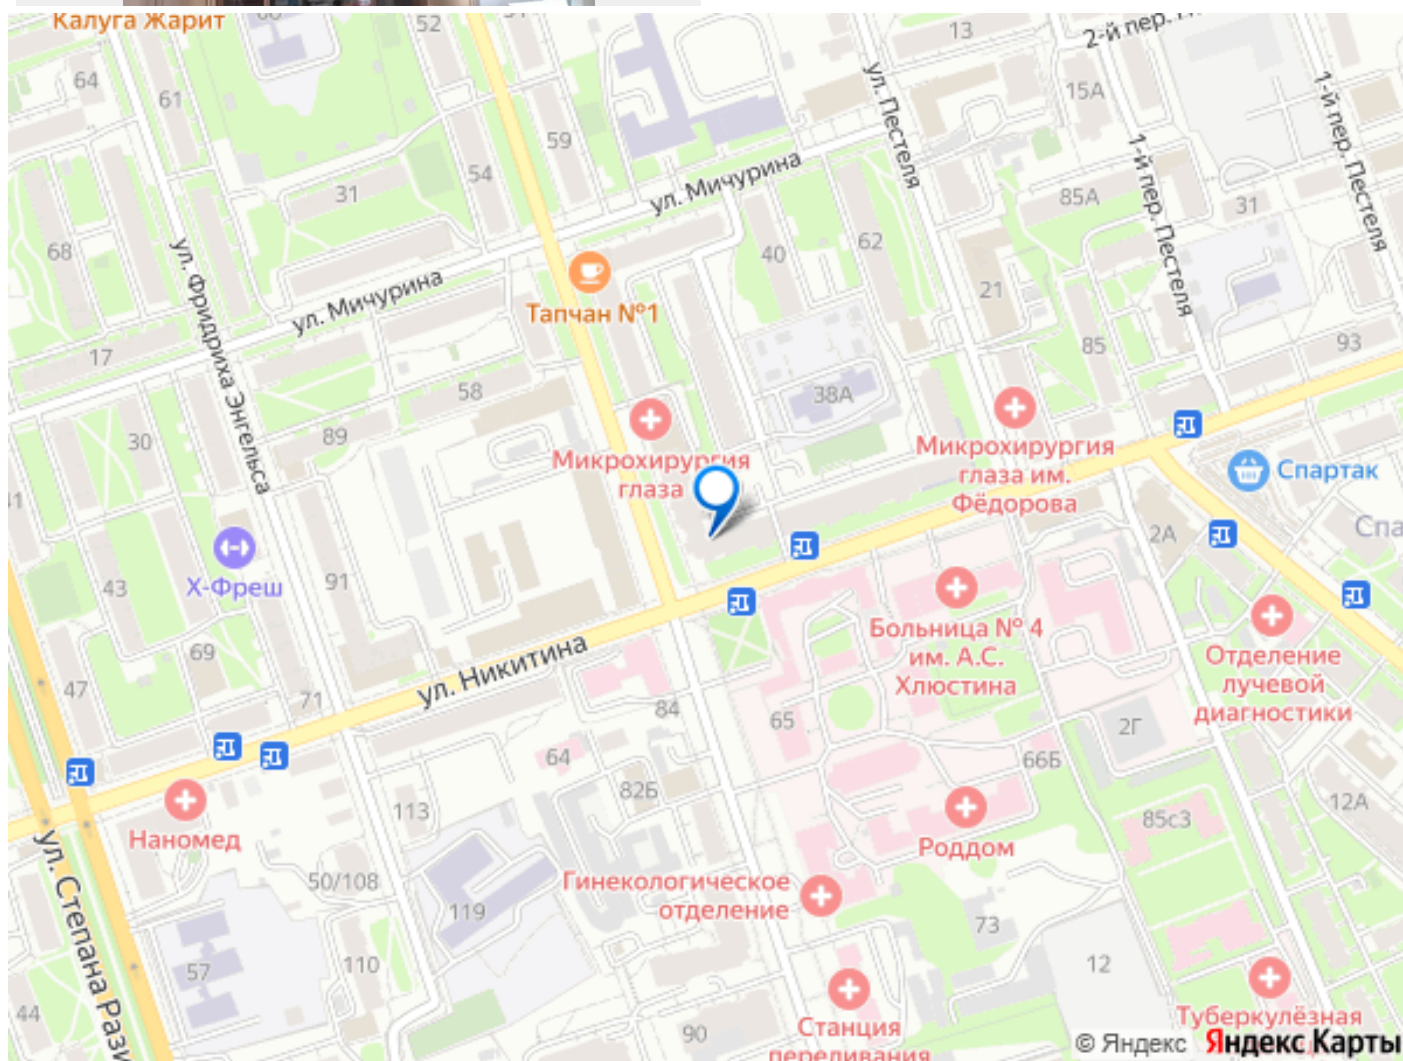 Калуга Жарит
60
52
51
13
2-й пер.
64
61
59
54
15А
ул. Пестеля
1-й пер. Пестеля
31
ул. Мичурина
85А
31
1-й пер. Пестеля
68
ул. Фридриха Энгельса
40
62
21
Тапчан №1
ул. Мичурина
17
85
93
58
38А
30
89
Микрохирургия
глаза
Микрохирургия
глаза им.
Фёдорова
Спартак
41
Х-Фреш
43
91
2А
Спа
Больница № 4
им. А.С.
Хлюстина
Отделение
лучевой
диагностики
69
47
71
ул. Никитина
84
65
2Г
64
82Б
66Б
113
12А
85с3
Наномед
Роддом
ул. Степана Рази
50/108
119
Гинекологическое
отделение
73
57
110
12
44
90
Станция
переливания
Туберкулёзная
© Яндекс Яндекс Карты